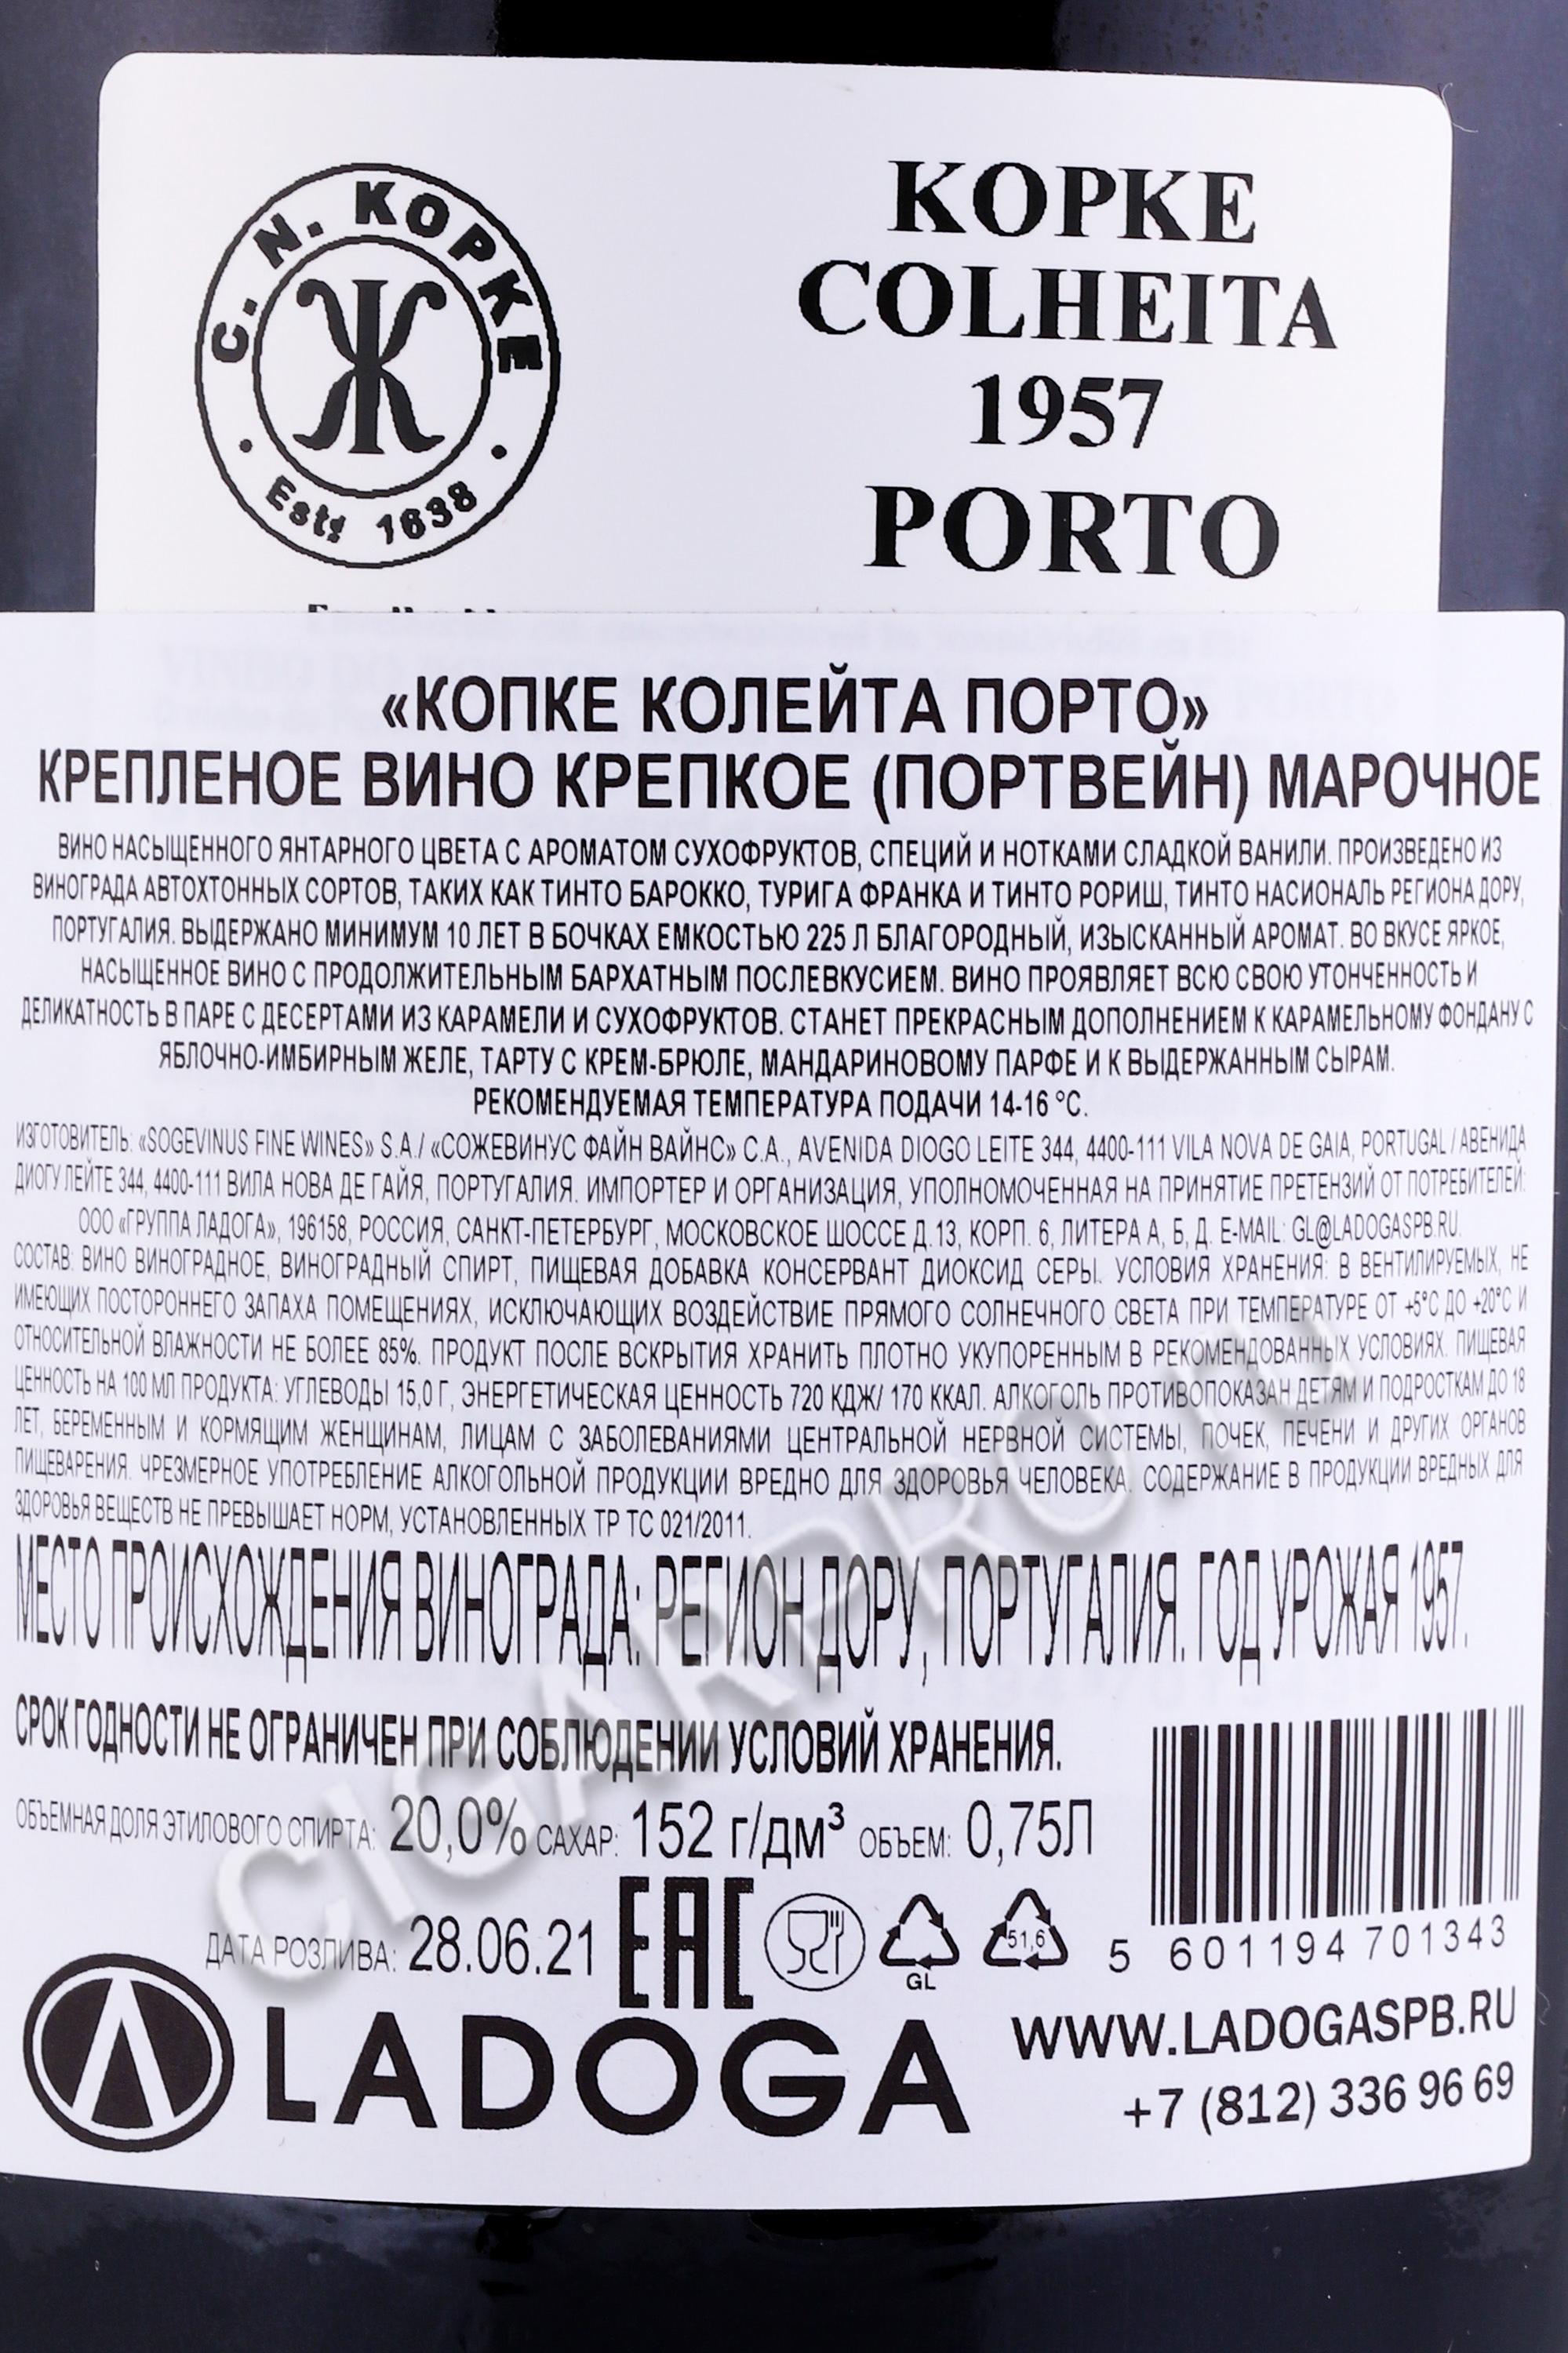 C. N. KOPKE
Estd 1638
KOPKE
COLHEITA
1957
PORTO
«КОПКЕ КОЛЕЙТА ПОРТО»
КРЕПЛЕНОЕ ВИНО КРЕПКОЕ (ПОРТВЕЙН) МАРОЧНОЕ
ВИНО НАСЫЩЕННОГО ЯНТАРНОГО ЦВЕТА С АРОМАТОМ СУХОФРУКТОВ, СПЕЦИЙ И НОТКАМИ СЛАДКОЙ ВАНИЛИ. ПРОИЗВЕДЕНО ИЗ
ВИНОГРАДА АВТОХТОННЫХ СОРТОВ, ТАКИХ КАК ТИНТО БАРОККО, ТУРИГА ФРАНКА И ТИНТО РОРИШ, ТИНТО НАСИОНАЛЬ РЕГИОНА ДОРУ,
ПОРТУГАЛИЯ. ВЫДЕРЖАНО МИНИМУМ 10 ЛЕТ В БОЧКАХ ЕМКОСТЬЮ 225 Л БЛАГОРОДНЫЙ, ИЗЫСКАННЫЙ АРОМАТ. ВО ВКУСЕ ЯРКОЕ,
НАСЫЩЕННОЕ ВИНО С ПРОДОЛЖИТЕЛЬНЫМ БАРХАТНЫМ ПОСЛЕВКУСИЕМ. ВИНО ПРОЯВЛЯЕТ ВСЮ СВОЮ УТОНЧЕННОСТЬ И
ДЕЛИКАТНОСТЬ В ПАРЕ С ДЕСЕРТАМИ ИЗ КАРАМЕЛИ И СУХОФРУКТОВ. СТАНЕТ ПРЕКРАСНЫМ ДОПОЛНЕНИЕМ К КАРАМЕЛЬНОМУ ФОНДАНУ С
ЯБЛОЧНО-ИМБИРНЫМ ЖЕЛЕ, ТАРТУ С КРЕМ-БРЮЛЕ, МАНДАРИНОВОМУ ПАРФЕ И К ВЫДЕРЖАННЫМ СЫРАМ.
РЕКОМЕНДУЕМАЯ ТЕМПЕРАТУРА ПОДАЧИ 14-16 °С.
ИЗГОТОВИТЕЛЬ: «SOGEVINUS FINE WINES» S.A./ «СОЖЕВИНУС ФАЙН ВАЙНС» С.А., AVENIDA DIOGO LEITE 344, 4400-111 VILA NOVA DE GAIA, PORTUGAL / АВЕНИДА
ДИОГУ ЛЕЙТЕ 344, 4400-111 ВИЛА НОВА ДЕ ГАЙЯ, ПОРТУГАЛИЯ. ИМПОРТЕР И ОРГАНИЗАЦИЯ, УПОЛНОМОЧЕННАЯ НА ПРИНЯТИЕ ПРЕТЕНЗИЙ ОТ ПОТРЕБИТЕЛЕЙ:
ООО «ГРУППА ЛАДОГА», 196158, РОССИЯ, САНКТ-ПЕТЕРБУРГ, МОСКОВСКОЕ ШОССЕ Д.13, КОРП. 6, ЛИТЕРА А, Б, Д. E-MAIL: GL@LADOGASPB.RU.
СОСТАВ: ВИНО ВИНОГРАДНОЕ, ВИНОГРАДНЫЙ СПИРТ, ПИЩЕВАЯ ДОБАВКА КОНСЕРВАНТ ДИОКСИД СЕРЫ. УСЛОВИЯ ХРАНЕНИЯ: В ВЕНТИЛИРУЕМЫХ, НЕ
ИМЕЮЩИХ ПОСТОРОННЕГО ЗАПАХА ПОМЕЩЕНИЯХ, ИСКЛЮЧАЮЩИХ ВОЗДЕЙСТВИЕ ПРЯМОГО СОЛНЕЧНОГО СВЕТА ПРИ ТЕМПЕРАТУРЕ ОТ +5°С ДО +20°С И
ОТНОСИТЕЛЬНОЙ ВЛАЖНОСТИ НЕ БОЛЕЕ 85%. ПРОДУКТ ПОСЛЕ ВСКРЫТИЯ ХРАНИТЬ ПЛОТНО УКУПОРЕННЫМ В РЕКОМЕНДОВАННЫХ УСЛОВИЯХ. ПИЩЕВАЯ
ЦЕННОСТЬ НА 100 МЛ ПРОДУКТА: УГЛЕВОДЫ 15,0 Г, ЭНЕРГЕТИЧЕСКАЯ ЦЕННОСТЬ 720 КДЖ/ 170 ККАЛ. АЛКОГОЛЬ ПРОТИВОПОКАЗАН ДЕТЯМ И ПОДРОСТКАМ ДО 18
ЛЕТ, БЕРЕМЕННЫМ И КОРМЯЩИМ ЖЕНЩИНАМ, ЛИЦАМ С ЗАБОЛЕВАНИЯМИ ЦЕНТРАЛЬНОЙ НЕРВНОЙ СИСТЕМЫ, ПОЧЕК, ПЕЧЕНИ И ДРУГИХ ОРГАНОВ
ПИЩЕВАРЕНИЯ. ЧРЕЗМЕРНОЕ УПОТРЕБЛЕНИЕ АЛКОГОЛЬНОЙ ПРОДУКЦИИ ВРЕДНО ДЛЯ ЗДОРОВЬЯ ЧЕЛОВЕКА. СОДЕРЖАНИЕ В ПРОДУКЦИИ ВРЕДНЫХ ДЛЯ
ЗДОРОВЬЯ ВЕЩЕСТВ НЕ ПРЕВЫШАЕТ НОРМ, УСТАНОВЛЕННЫХ ТР ТС 021/2011.
МЕСТО ПРОИСХОЖДЕНИЯ ВИНОГРАДА: РЕГИОН ДОРУ, ПОРТУГАЛИЯ. ГОД УРОЖАЯ 1957.
СРОК ГОДНОСТИ НЕ ОГРАНИЧЕН ПРИ СОБЛЮДЕНИИ УСЛОВИЙ ХРАНЕНИЯ.
ОБЪЕМНАЯ ДОЛЯ ЭТИЛОВОГО СПИРТА: 20,0% САХАР: 152 г/дм³ ОБЪЕМ: 0,75Л
ДАТА РОЗЛИВА: 28.06.21 EAC
GL
51,6
5 601194 701343
LADOGA
WWW.LADOGASPB.RU
+7 (812) 336 96 69
CIGARPRO.ru